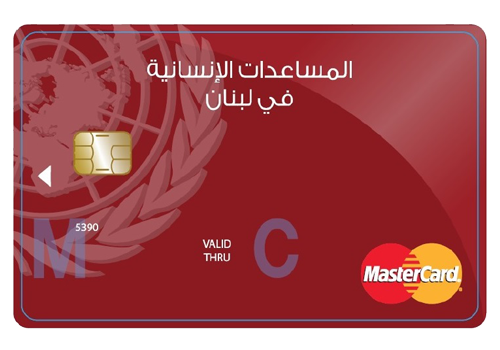 المساعدات الإنسانية
في لبنان
5390
M
VALID
THRU
C
MasterCard